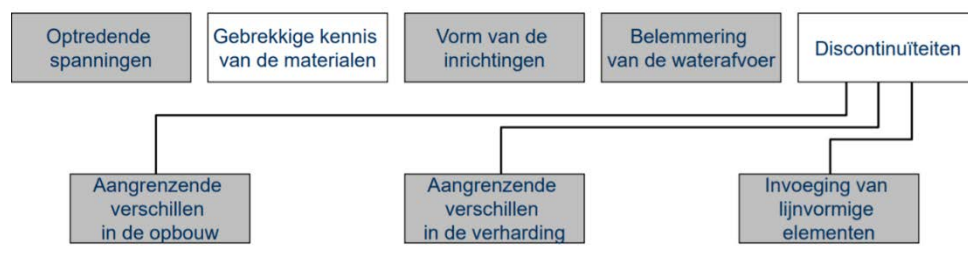 Optredende
spanningen
Gebrekkige kennis
van de materialen
Vorm van de
inrichtingen
Belemmering
van de waterafvoer
Discontinuïteiten
Aangrenzende
verschillen
in de opbouw
Aangrenzende
verschillen
in de verharding
Invoeging van
lijnvormige
elementen